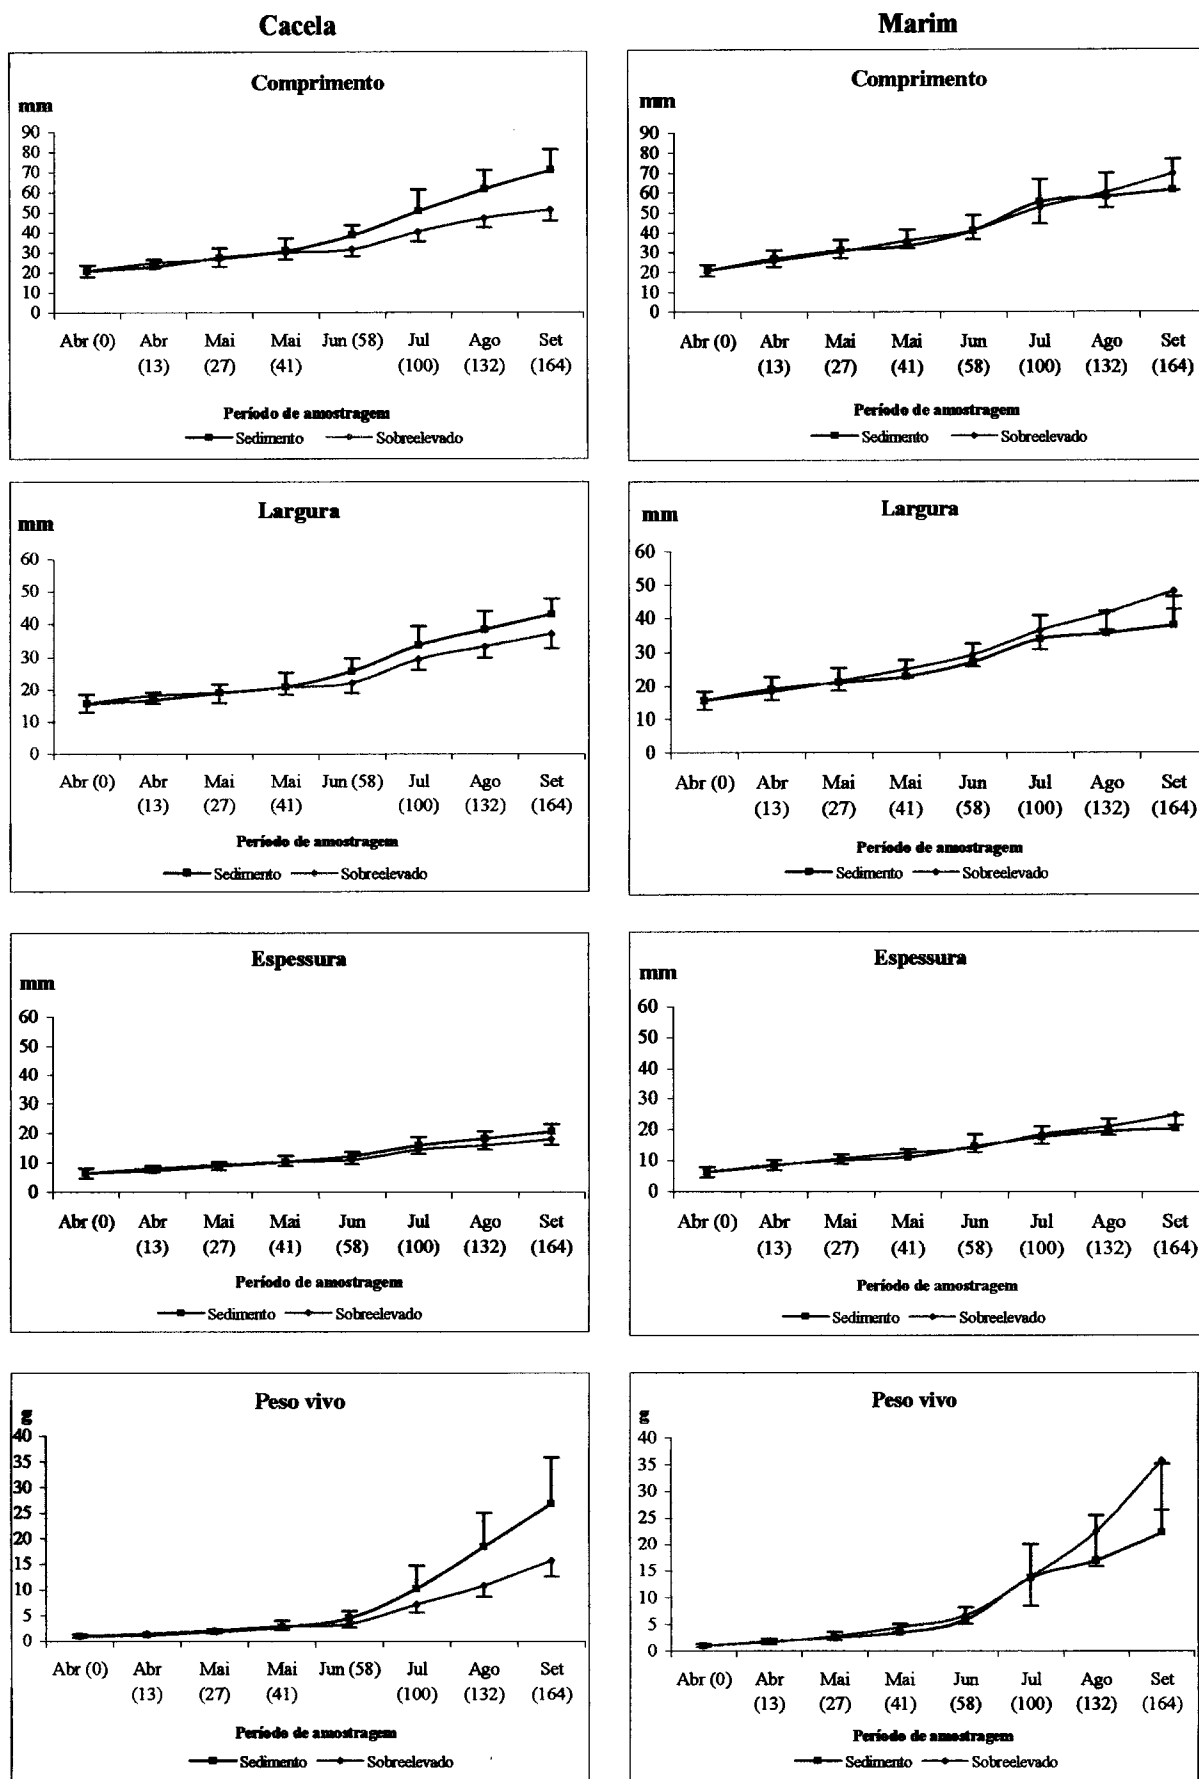 Cacela
Marim
Comprimento
mm
90
80
70
60
50
40
30
20
10
0
Abr (0) Abr Mai Mai Jun (58) Jul Ago Set
(13) (27) (41) (100) (132) (164)
Período de amostragem
Sedimento Sobreelevado
Comprimento
mm
90
80
70
60
50
40
30
20
10
0
Abr (0) Abr Mai Mai Jun Jul Ago Set
(13) (27) (41) (58) (100) (132) (164)
Período de amostragem
Sedimento Sobreelevado
Largura
mm
60
50
40
30
20
10
0
Abr (0) Abr Mai Mai Jun (58) Jul Ago Set
(13) (27) (41) (100) (132) (164)
Período de amostragem
Sedimento Sobreelevado
Largura
mm
60
50
40
30
20
10
0
Abr (0) Abr Mai Mai Jun Jul Ago Set
(13) (27) (41) (58) (100) (132) (164)
Período de amostragem
Sedimento Sobreelevado
Espessura
mm
60
50
40
30
20
10
0
Abr (0) Abr Mai Mai Jun Jul Ago Set
(13) (27) (41) (58) (100) (132) (164)
Período de amostragem
Sedimento Sobreelevado
Espessura
mm
60
50
40
30
20
10
0
Abr (0) Abr Mai Mai Jun Jul Ago Set
(13) (27) (41) (58) (100) (132) (164)
Período de amostragem
Sedimento Sobreelevado
Peso vivo
g
40
35
30
25
20
15
10
5
0
Abr (0) Abr Mai Mai Jun (58) Jul Ago Set
(13) (27) (41) (100) (132) (164)
Período de amostragem
Sedimento Sobreelevado
Peso vivo
g
40
35
30
25
20
15
10
5
0
Abr (0) Abr Mai Mai Jun Jul Ago Set
(13) (27) (41) (58) (100) (132) (164)
Período de amostragem
Sedimento Sobreelevado